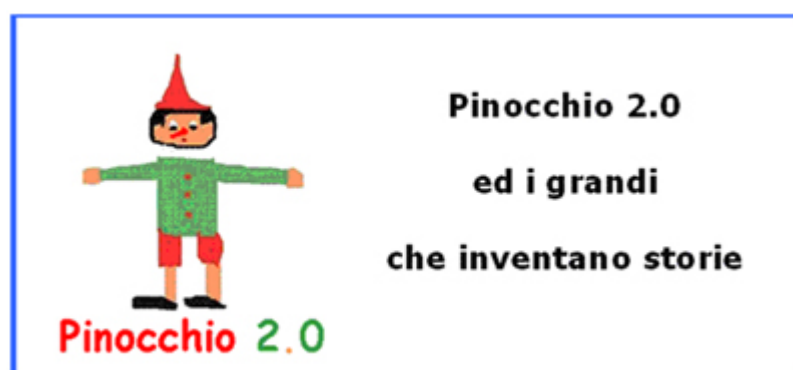 Pinocchio 2.0
ed i grandi
che inventano storie
Pinocchio 2.0